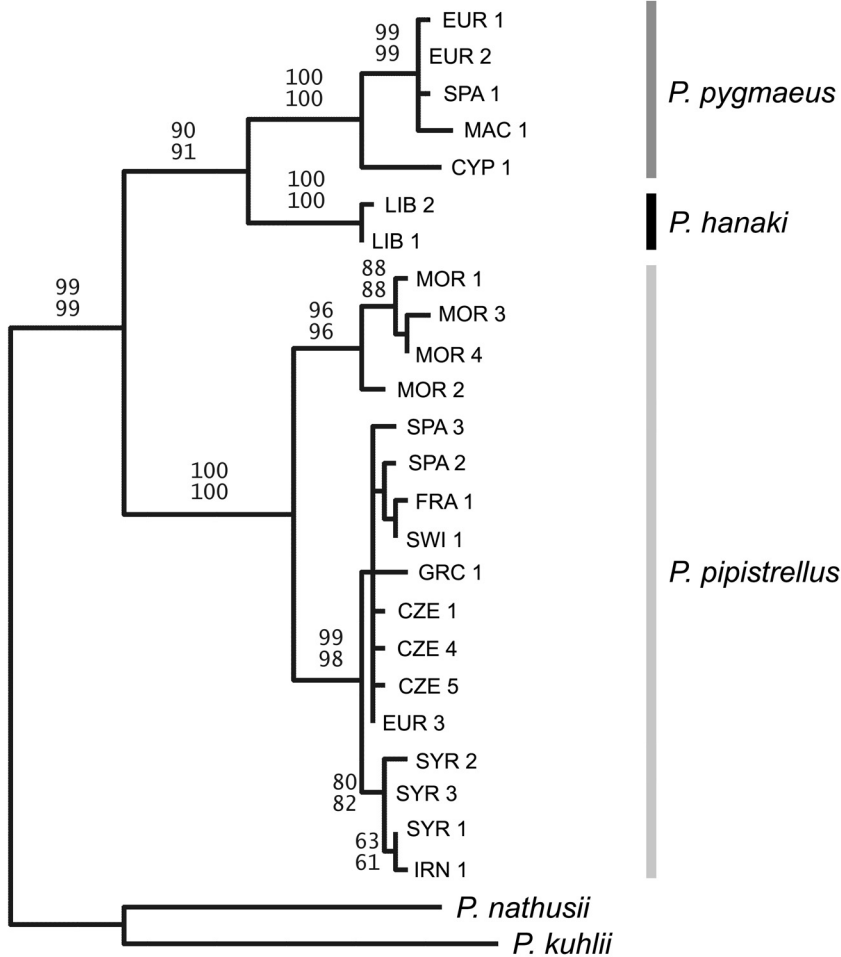 EUR 1
99
99
EUR 2
100
100
SPA 1
P. pygmaeus
MAC 1
90
91
CYP 1
100
100
LIB 2
P. hanaki
LIB 1
88
88
MOR 1
99
99
96
96
MOR 3
MOR 4
MOR 2
SPA 3
SPA 2
100
100
FRA 1
SWI 1
GRC 1
P. pipistrellus
CZE 1
99
98
CZE 4
CZE 5
EUR 3
SYR 2
80
82
SYR 3
SYR 1
63
61
IRN 1
P. nathusii
P. kuhlii